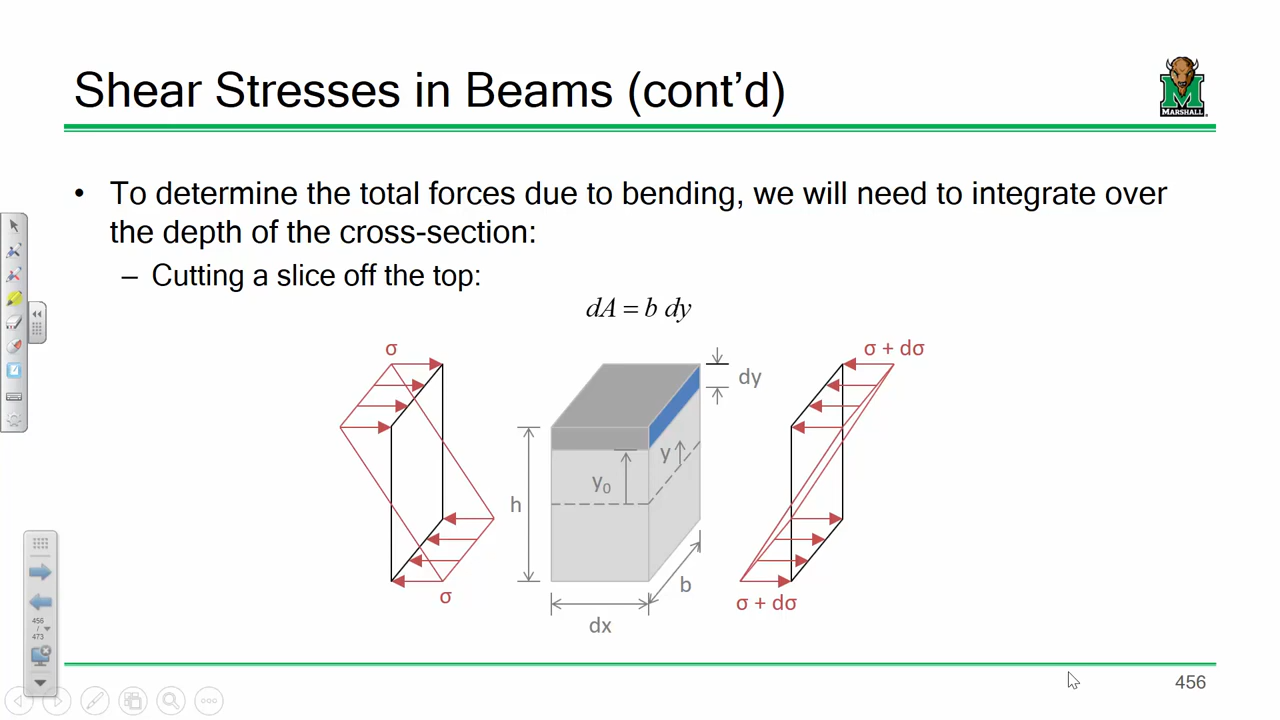 Shear Stresses in Beams (cont'd)
MARSHALL
• To determine the total forces due to bending, we will need to integrate over
the depth of the cross-section:
– Cutting a slice off the top:
dA = b dy
σ
σ + dσ
dy
y
y₀
h
b
σ
σ + dσ
dx
456
/
473
456